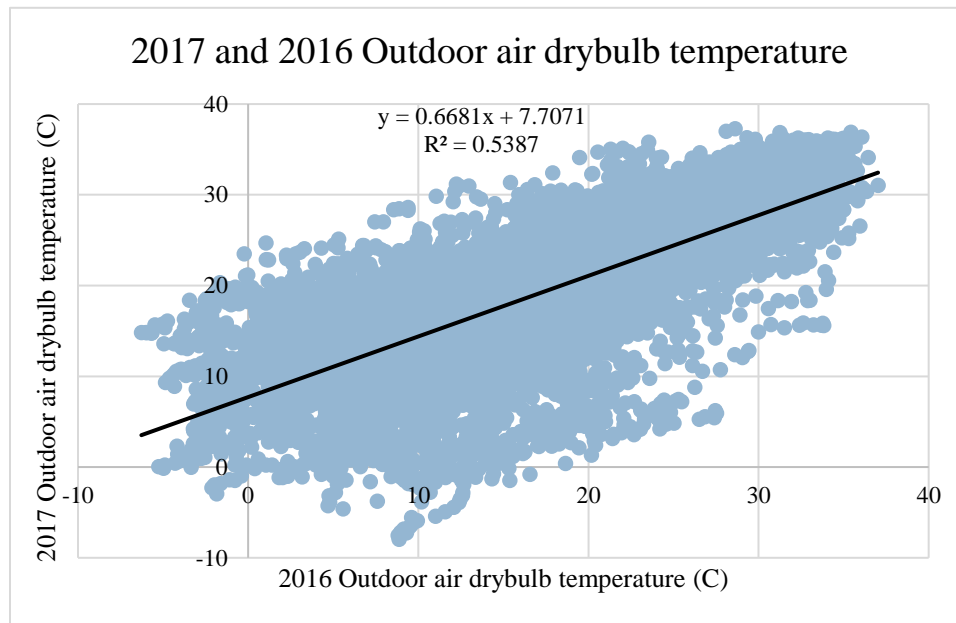 2017 and 2016 Outdoor air drybulb temperature
y = 0.6681x + 7.7071
R² = 0.5387
2017 Outdoor air drybulb temperature (C)
40
30
20
10
0
-10
-10 0 10 20 30 40
2016 Outdoor air drybulb temperature (C)